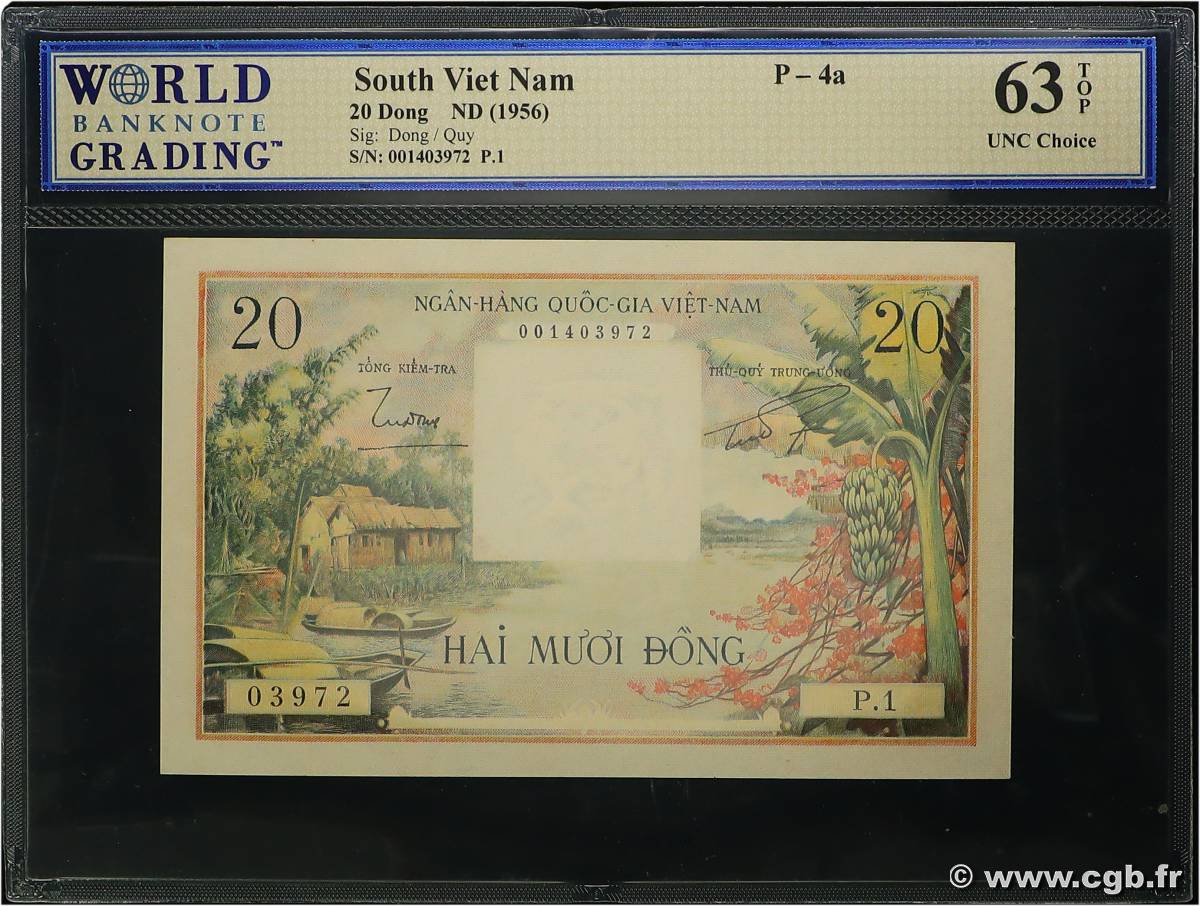 WORLD
BANKNOTE
GRADING™
South Viet Nam
20 Dong ND (1956)
Sig: Dong / Quy
S/N: 001403972 P.1
P – 4a
63 TOP
UNC Choice
NGÂN-HÀNG QUỐC-GIA VIỆT-NAM
001403972
20
20
TỔNG KIỂM-TRA
THỦ-QUỸ TRUNG-ƯƠNG
HAI MƯƠI ĐỒNG
03972
P.1
© www.cgb.fr